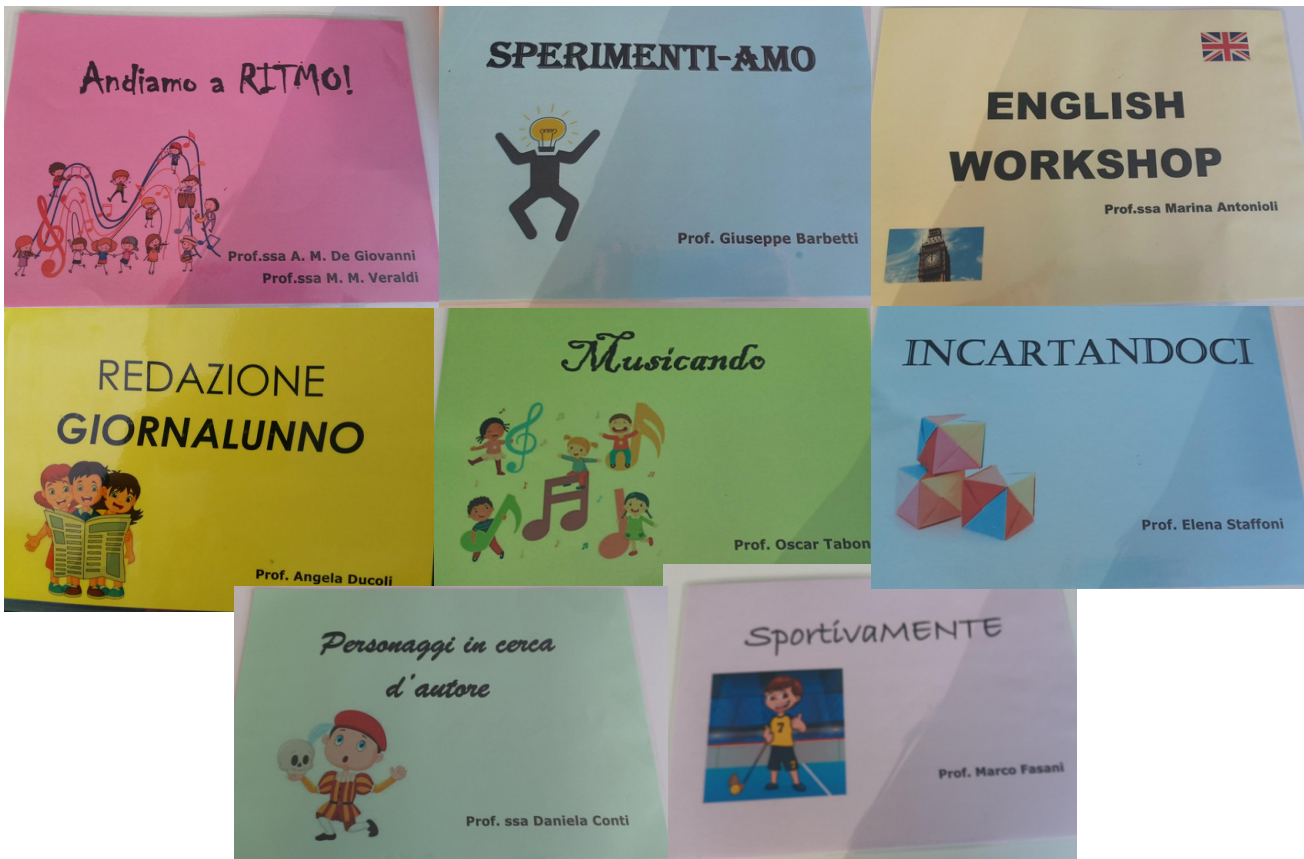 Andiamo a RITMO!
Prof.ssa A. M. De Giovanni
Prof.ssa M. M. Veraldi
SPERIMENTI-AMO
Prof. Giuseppe Barbetti
ENGLISH
WORKSHOP
Prof.ssa Marina Antonioli
REDAZIONE
GIORNALUNNO
Prof. Angela Ducoli
Musicando
Prof. Oscar Tabon
INCARTANDOCI
Prof. Elena Staffoni
Personaggi in cerca
d'autore
Prof. ssa Daniela Conti
SportivaMENTE
7
7
Prof. Marco Fasani